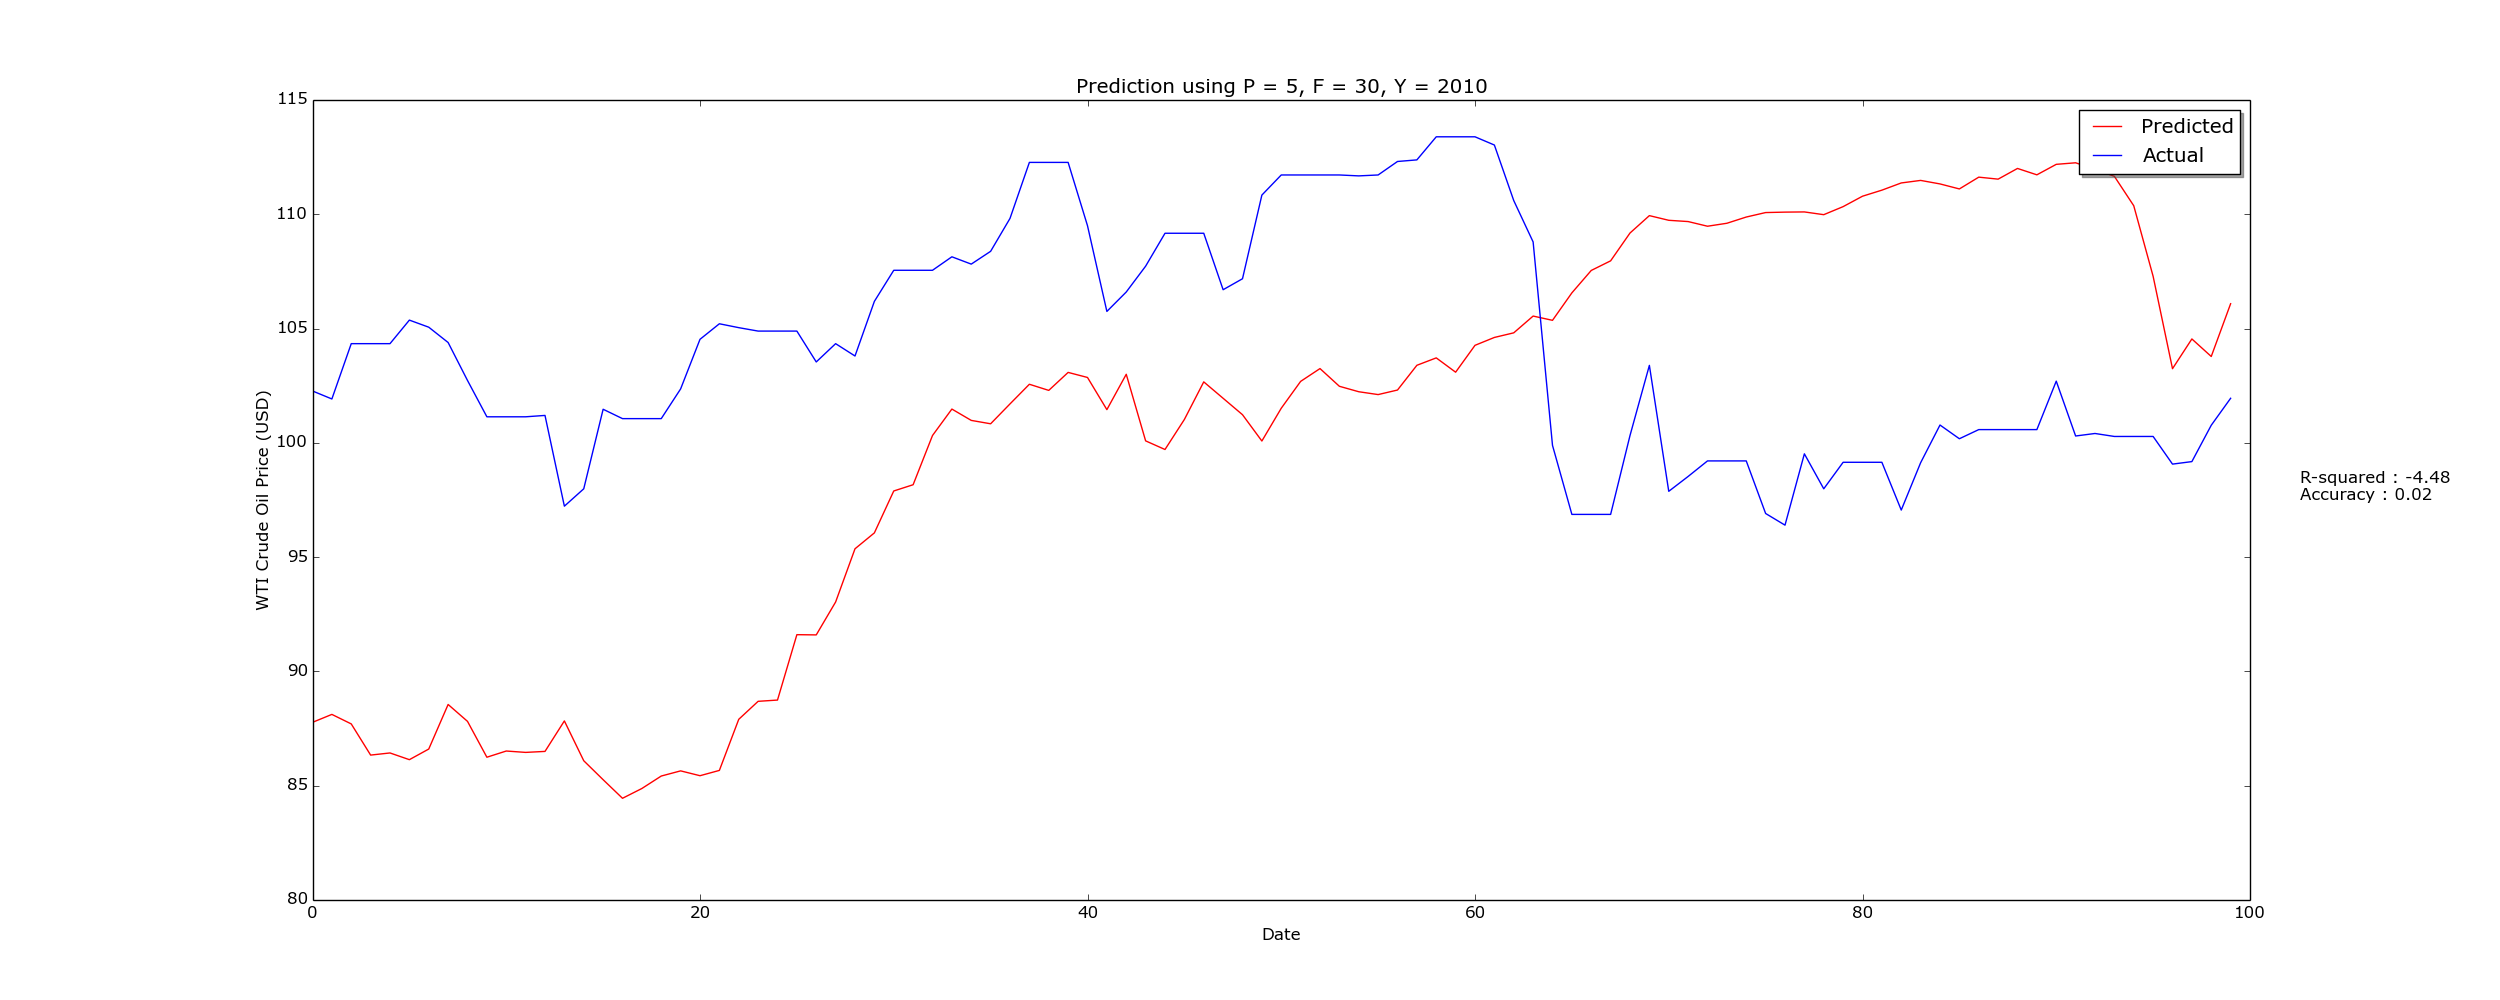 Prediction using P = 5, F = 30, Y = 2010
Predicted
Actual
115
110
105
100
95
90
85
80
WTI Crude Oil Price (USD)
0
20
40
60
80
100
Date
R-squared : -4.48
Accuracy : 0.02